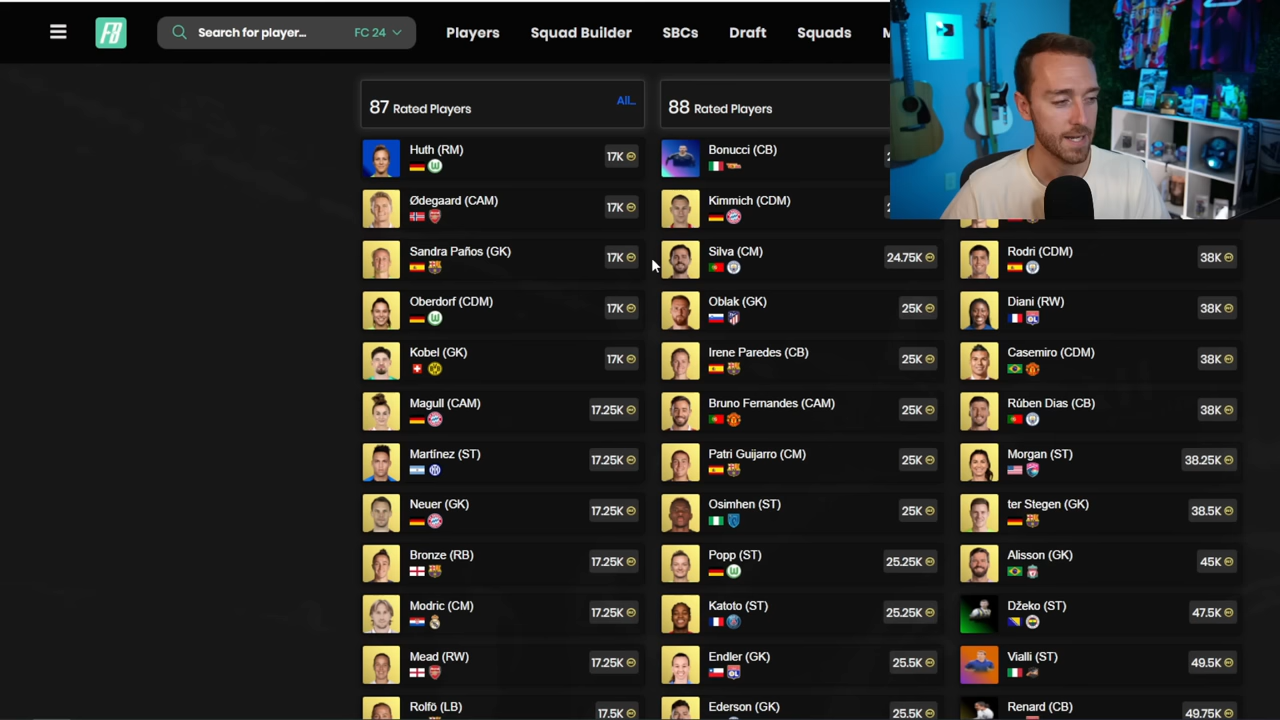 FB
Search for player...
FC 24
Players
Squad Builder
SBCs
Draft
Squads
87 Rated Players
All..
Huth (RM)
17K
Ødegaard (CAM)
17K
Sandra Paños (GK)
17K
Oberdorf (CDM)
17K
Kobel (GK)
17K
Magull (CAM)
17.25K
Martínez (ST)
17.25K
Neuer (GK)
17.25K
Bronze (RB)
17.25K
Modric (CM)
17.25K
Mead (RW)
17.25K
Rolfö (LB)
17.5K
88 Rated Players
Bonucci (CB)
Kimmich (CDM)
Silva (CM)
24.75K
Oblak (GK)
25K
Irene Paredes (CB)
25K
Bruno Fernandes (CAM)
25K
Patri Guijarro (CM)
25K
Osimhen (ST)
25K
Popp (ST)
25.25K
Katoto (ST)
25.25K
Endler (GK)
25.5K
Ederson (GK)
25.5K
Rodri (CDM)
38K
Diani (RW)
38K
Casemiro (CDM)
38K
Rúben Dias (CB)
38K
Morgan (ST)
38.25K
ter Stegen (GK)
38.5K
Alisson (GK)
45K
Džeko (ST)
47.5K
Vialli (ST)
49.5K
Renard (CB)
49.75K